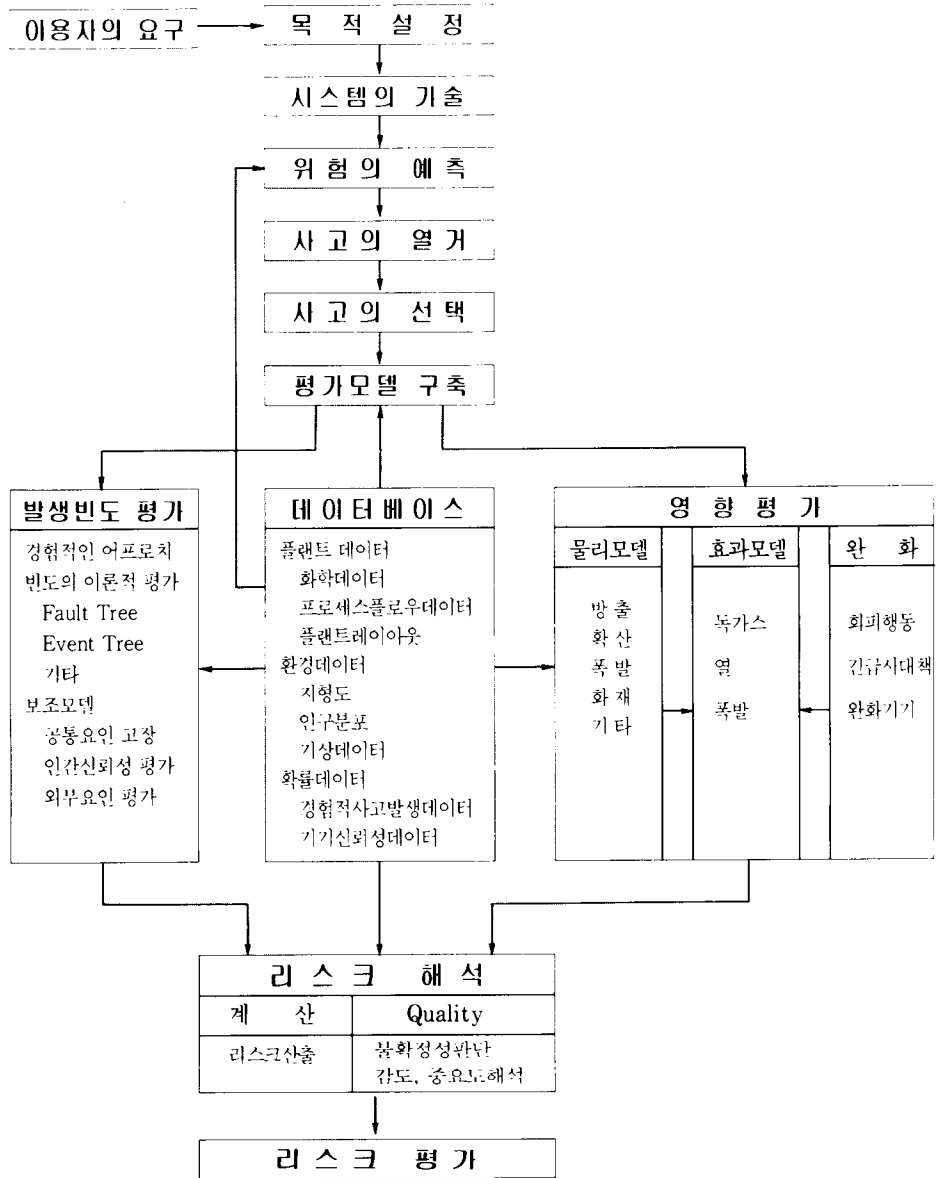 이용자의 요구
목 적 설 정
시스템의 기술
위 험 의 예 측
사 고 의 열 거
사 고 의 선 택
평가모델 구축
발생빈도 평가
경험적인 어프로치
빈도의 이론적 평가
Fault Tree
Event Tree
기타
보조모델
공통요인 고장
인간신뢰성 평가
외부요인 평가
데 이 터 베 이 스
플랜트 데이터
화학데이터
프로세스플로우데이터
플랜트레이아웃
환경데이터
지형도
인구분포
기상데이터
확률데이터
경험적사고발생데이터
기기신뢰성데이터
영 향 평 가
물리모델
방 출
확 산
폭 발
화 재
기 타
효과모델
독가스
열
폭발
완 화
회피행동
긴급시대책
완화기기
리 스 크 해 석
계 산
Quality
리스크산출
불확정성판단
감도, 중요도해석
리 스 크 평 가